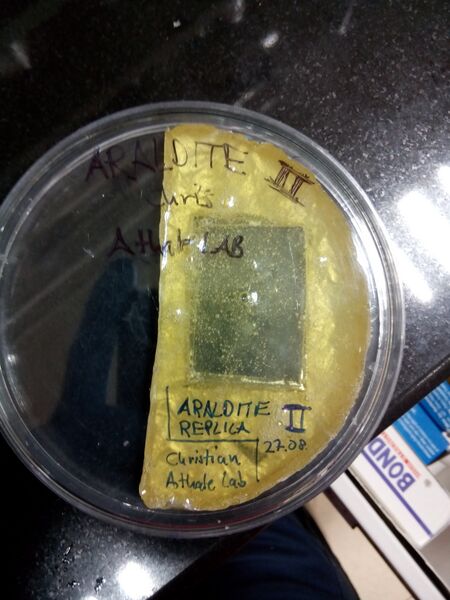 ARALDITE II
Chris
Athale LAB
ARALDITE II
REPLICA
27.08.
Christian
Athale Lab
BOND